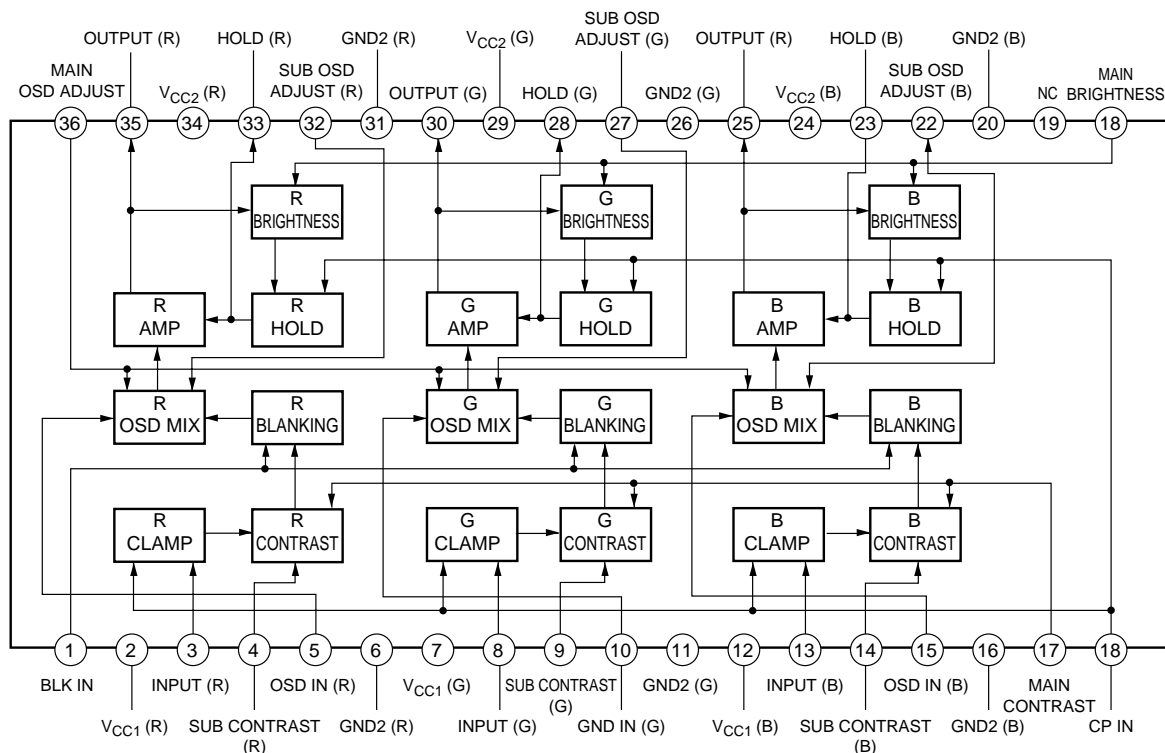 OUTPUT (R)
HOLD (R)
GND2 (R)
VCC2 (G)
SUB OSD
ADJUST (G)
OUTPUT (R)
HOLD (B)
GND2 (B)
MAIN
OSD ADJUST
VCC2 (R)
SUB OSD
ADJUST (R)
OUTPUT (G)
HOLD (G)
GND2 (G)
VCC2 (B)
SUB OSD
ADJUST (B)
NC
MAIN
BRIGHTNESS
36 35 34 33 32 31 30 29 28 27 26 25 24 23 22 20 19 18
R
BRIGHTNESS
G
BRIGHTNESS
B
BRIGHTNESS
R
AMP
R
HOLD
G
AMP
G
HOLD
B
AMP
B
HOLD
R
OSD MIX
R
BLANKING
G
OSD MIX
G
BLANKING
B
OSD MIX
B
BLANKING
R
CLAMP
R
CONTRAST
G
CLAMP
G
CONTRAST
B
CLAMP
B
CONTRAST
1 2 3 4 5 6 7 8 9 10 11 12 13 14 15 16 17 18
BLK IN
INPUT (R)
OSD IN (R)
VCC1 (G)
SUB CONTRAST
(G)
GND2 (G)
INPUT (B)
OSD IN (B)
MAIN
CONTRAST
VCC1 (R)
SUB CONTRAST
(R)
GND2 (R)
INPUT (G)
GND IN (G)
VCC1 (B)
SUB CONTRAST
(B)
GND2 (B)
CP IN